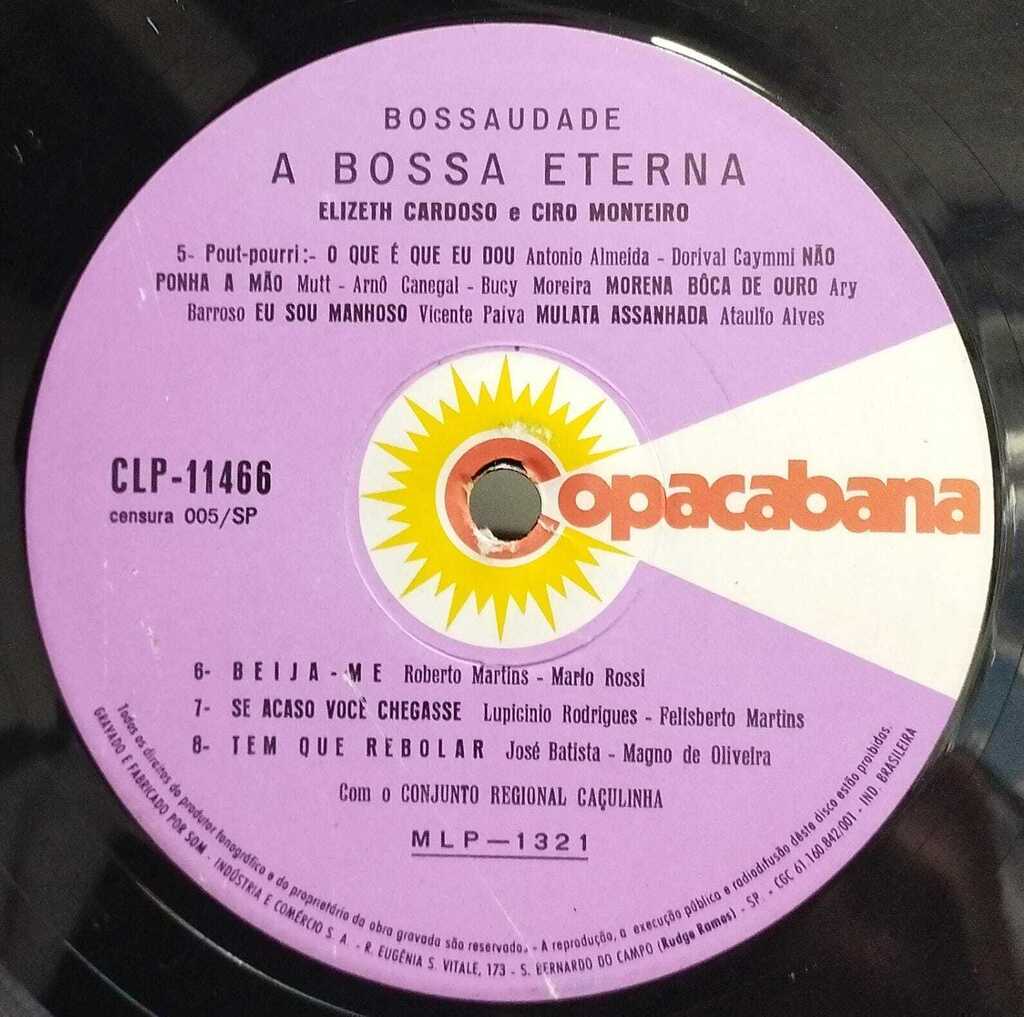 BOSSAUDADE
A BOSSA ETERNA
ELIZETH CARDOSO e CIRO MONTEIRO
5- Pout-pourri:- O QUE É QUE EU DOU Antonio Almeida - Dorival Caymmi NÃO
PONHA A MÃO Mutt - Arnô Canegal - Bucy Moreira MORENA BÔCA DE OURO Ary
Barroso EU SOU MANHOSO Vicente Paiva MULATA ASSANHADA Ataulfo Alves
CLP-11466
censura 005/SP
Copacabana
6- BEIJA-ME Roberto Martins - Mario Rossi
7- SE ACASO VOCÊ CHEGASSE Lupicinio Rodrigues - Felisberto Martins
8- TEM QUE REBOLAR José Batista - Magno de Oliveira
Com o CONJUNTO REGIONAL CAÇULINHA
MLP-1321
Todos os direitos do produtor fonográfico e do proprietário da obra gravada são reservado. - A reprodução, a execução pública e radiodifusão dêste disco estão proibidas.
GRAVADO E FABRICADO POR SOM - INDÚSTRIA E COMÉRCIO S. A. - R. EUGÊNIA S. VITALE, 173 - S. BERNARDO DO CAMPO (Rudge Ramos) - SP. - CGC 61.160.842/001 - IND. BRASILEIRA